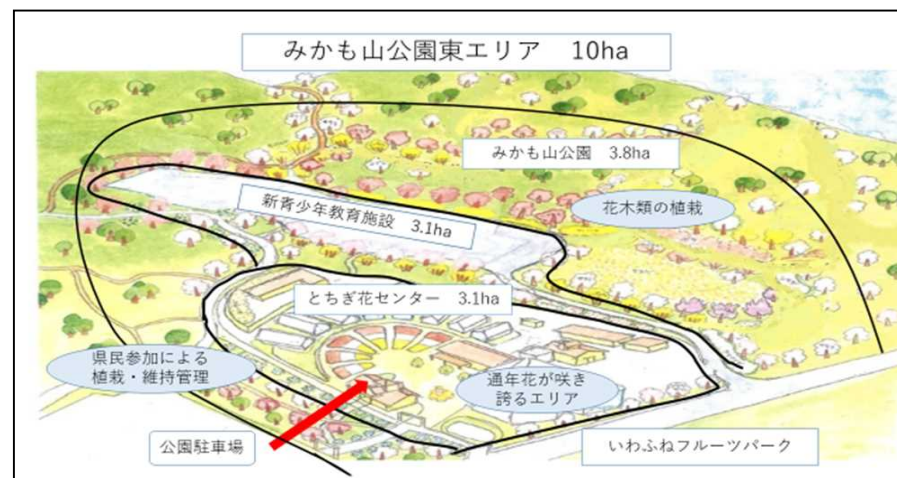 みかも山公園東エリア　10ha
みかも山公園　3.8ha
新青少年教育施設　3.1ha
花木類の植栽
とちぎ花センター　3.1ha
県民参加による
植栽・維持管理
通年花が咲き
誇るエリア
公園駐車場
いわふねフルーツパーク